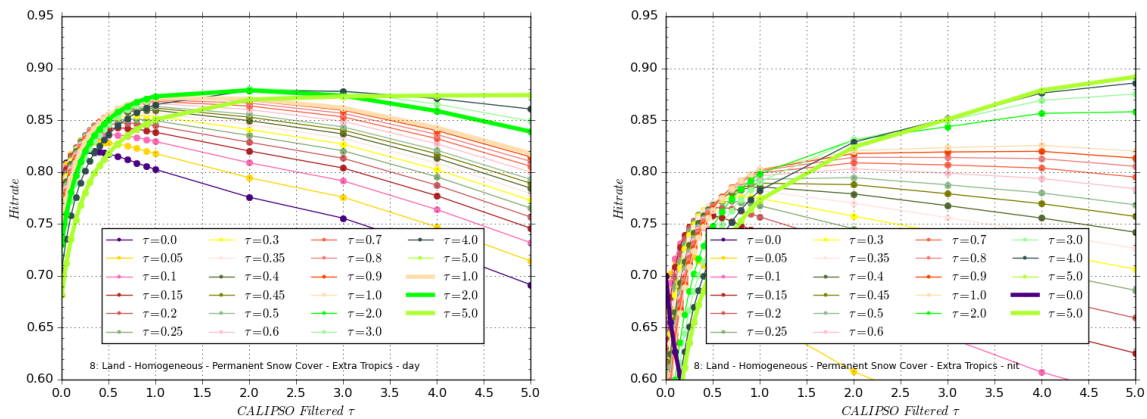 0.95
0.90
0.85
0.80
0.75
0.70
0.65
0.60
Hitrate
τ=0.0 τ=0.3 τ=0.7 τ=4.0
τ=0.05 τ=0.35 τ=0.8 τ=5.0
τ=0.1 τ=0.4 τ=0.9 τ=1.0
τ=0.15 τ=0.45 τ=1.0 τ=2.0
τ=0.2 τ=0.5 τ=2.0 τ=5.0
τ=0.25 τ=0.6 τ=3.0
8: Land - Homogeneous - Permanent Snow Cover - Extra Tropics - day
0.0 0.5 1.0 1.5 2.0 2.5 3.0 3.5 4.0 4.5 5.0
CALIPSO Filtered τ
0.95
0.90
0.85
0.80
0.75
0.70
0.65
0.60
Hitrate
τ=0.0 τ=0.3 τ=0.7 τ=3.0
τ=0.05 τ=0.35 τ=0.8 τ=4.0
τ=0.1 τ=0.4 τ=0.9 τ=5.0
τ=0.15 τ=0.45 τ=1.0 τ=0.0
τ=0.2 τ=0.5 τ=2.0 τ=5.0
τ=0.25 τ=0.6
8: Land - Homogeneous - Permanent Snow Cover - Extra Tropics - nit
0.0 0.5 1.0 1.5 2.0 2.5 3.0 3.5 4.0 4.5 5.0
CALIPSO Filtered τ